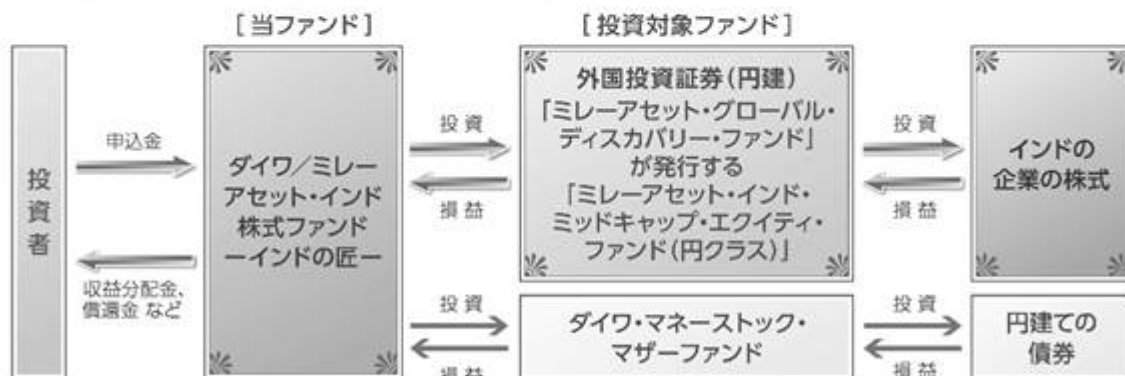 [当ファンド]
[投資対象ファンド]
投資者
申込金
収益分配金、
償還金 など
ダイワ/ミレー
アセット・インド
株式ファンド
ーインドの匠ー
投資
損益
外国投資証券(円建)
「ミレーアセット・グローバル・
ディスカバリー・ファンド」
が発行する
「ミレーアセット・インド・
ミッドキャップ・エクイティ・
ファンド(円クラス)」
投資
損益
インドの
企業の株式
投資
損益
ダイワ・マネーストック・
マザーファンド
投資
損益
円建ての
債券